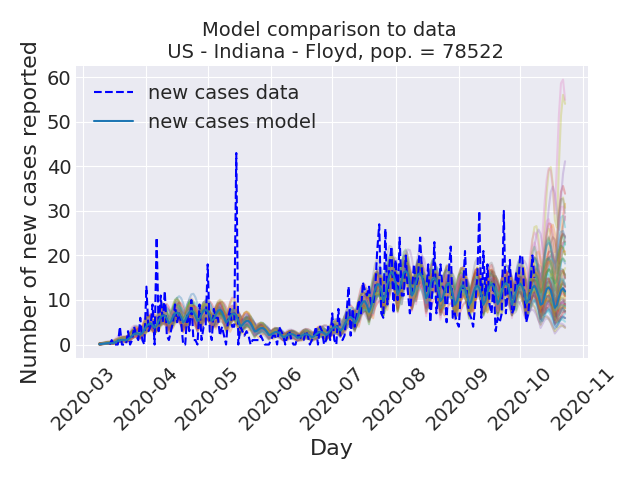 Model comparison to data
US - Indiana - Floyd, pop. = 78522
Number of new cases reported
60
50
40
30
20
10
0
new cases data
new cases model
2020-03
2020-04
2020-05
2020-06
2020-07
2020-08
2020-09
2020-10
2020-11
Day